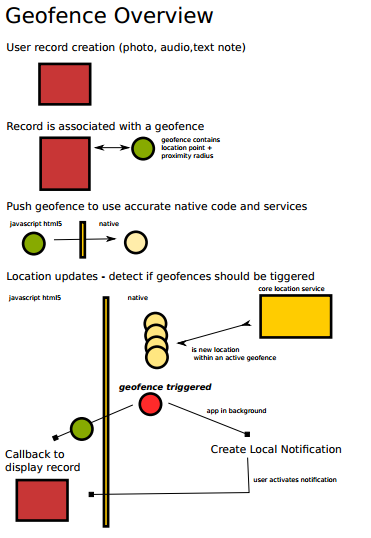 Geofence Overview
User record creation (photo, audio,text note)
Record is associated with a geofence
geofence contains
location point +
proximity radius
Push geofence to use accurate native code and services
javascript html5
native
Location updates - detect if geofences should be tiggered
javascript html5
native
core location service
is new location
within an active geofence
geofence triggered
app in background
Callback to
display record
Create Local Notification
user activates notification